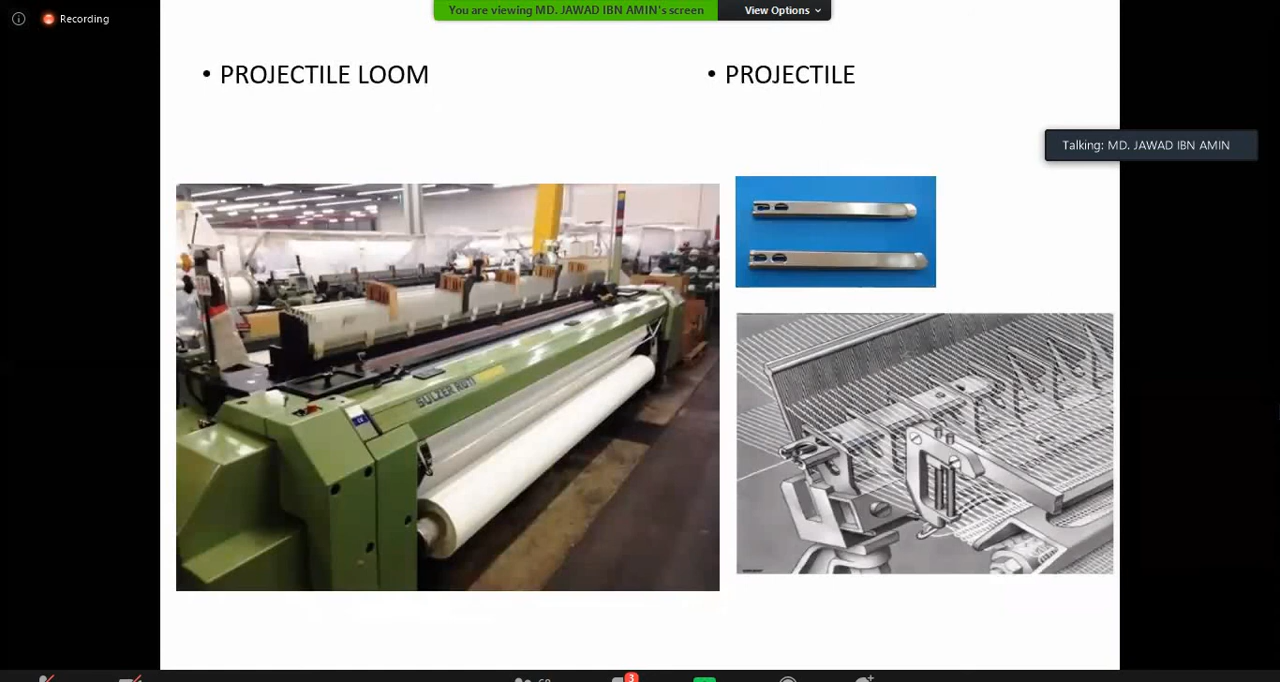 Recording
You are viewing MD. JAWAD IBN AMIN's screen
View Options
• PROJECTILE LOOM
• PROJECTILE
Talking: MD. JAWAD IBN AMIN
SULZER RUTI
3